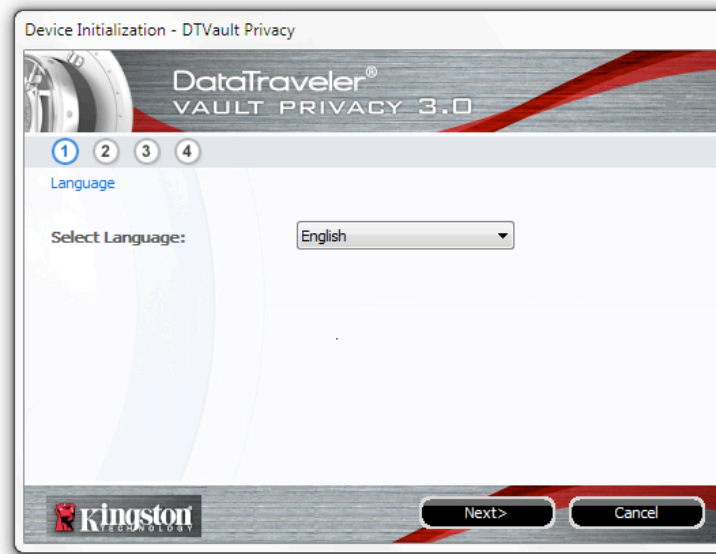 Device Initialization - DTVault Privacy
DataTraveler®
VAULT PRIVACY 3.0
1 2 3 4
Language
Select Language: English
Kingston
TECHNOLOGY
Next> Cancel